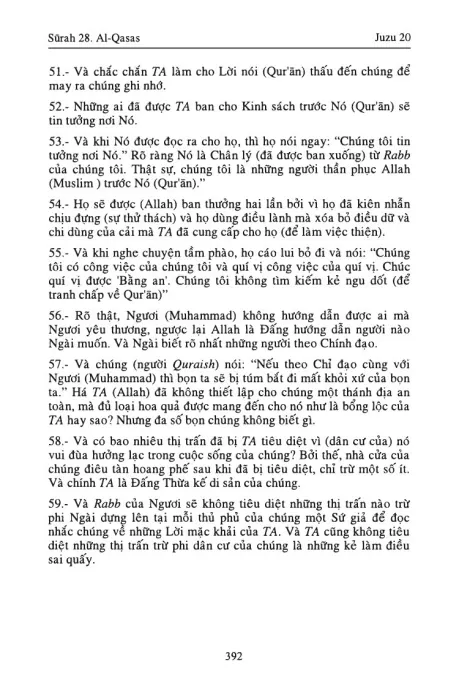 Sūrah 28. Al-Qasas
Juzu 20
51.- Và chắc chắn TA làm cho Lời nói (Qur'ān) thấu đến chúng để
may ra chúng ghi nhớ.
52.- Những ai đã được TA ban cho Kinh sách trước Nó (Qur'ān) sẽ
tin tưởng nơi Nó.
53.- Và khi Nó được đọc ra cho họ, thì họ nói ngay: “Chúng tôi tin
tưởng nơi Nó.” Rõ ràng Nó là Chân lý (đã được ban xuống) từ Rabb
của chúng tôi. Thật sự, chúng tôi là những người thần phục Allah
(Muslim ) trước Nó (Qur'ān).”
54.- Họ sẽ được (Allah) ban thưởng hai lần bởi vì họ đã kiên nhẫn
chịu đựng (sự thử thách) và họ dùng điều lành mà xóa bỏ điều dữ và
chi dùng của cải mà TA đã cung cấp cho họ (để làm việc thiện).
55.- Và khi nghe chuyện tầm phào, họ cáo lui bỏ đi và nói: “Chúng
tôi có công việc của chúng tôi và quí vị công việc của quí vị. Chúc
quí vị được 'Bằng an'. Chúng tôi không tìm kiếm kẻ ngu dốt (để
tranh chấp về Qur'ān)”
56.- Rõ thật, Ngươi (Muhammad) không hướng dẫn được ai mà
Ngươi yêu thương, ngược lại Allah là Đấng hướng dẫn người nào
Ngài muốn. Và Ngài biết rõ nhất những người theo Chính đạo.
57.- Và chúng (người Quraish) nói: “Nếu theo Chỉ đạo cùng với
Ngươi (Muhammad) thì bọn ta sẽ bị túm bắt đi mất khỏi xứ của bọn
ta.” Há TA (Allah) đã không thiết lập cho chúng một thánh địa an
toàn, mà đủ loại hoa quả được mang đến cho nó như là bổng lộc của
TA hay sao? Nhưng đa số bọn chúng không biết gì.
58.- Và có bao nhiêu thị trấn đã bị TA tiêu diệt vì (dân cư của) nó
vui đùa hưởng lạc trong cuộc sống của chúng? Bởi thế, nhà cửa của
chúng điêu tàn hoang phế sau khi đã bị tiêu diệt, chỉ trừ một số ít.
Và chính TA là Đấng Thừa kế di sản của chúng.
59.- Và Rabb của Ngươi sẽ không tiêu diệt những thị trấn nào trừ
phi Ngài dựng lên tại mỗi thủ phủ của chúng một Sứ giả để đọc
nhắc chúng về những Lời mặc khải của TA. Và TA cũng không tiêu
diệt những thị trấn trừ phi dân cư của chúng là những kẻ làm điều
sai quấy.
392